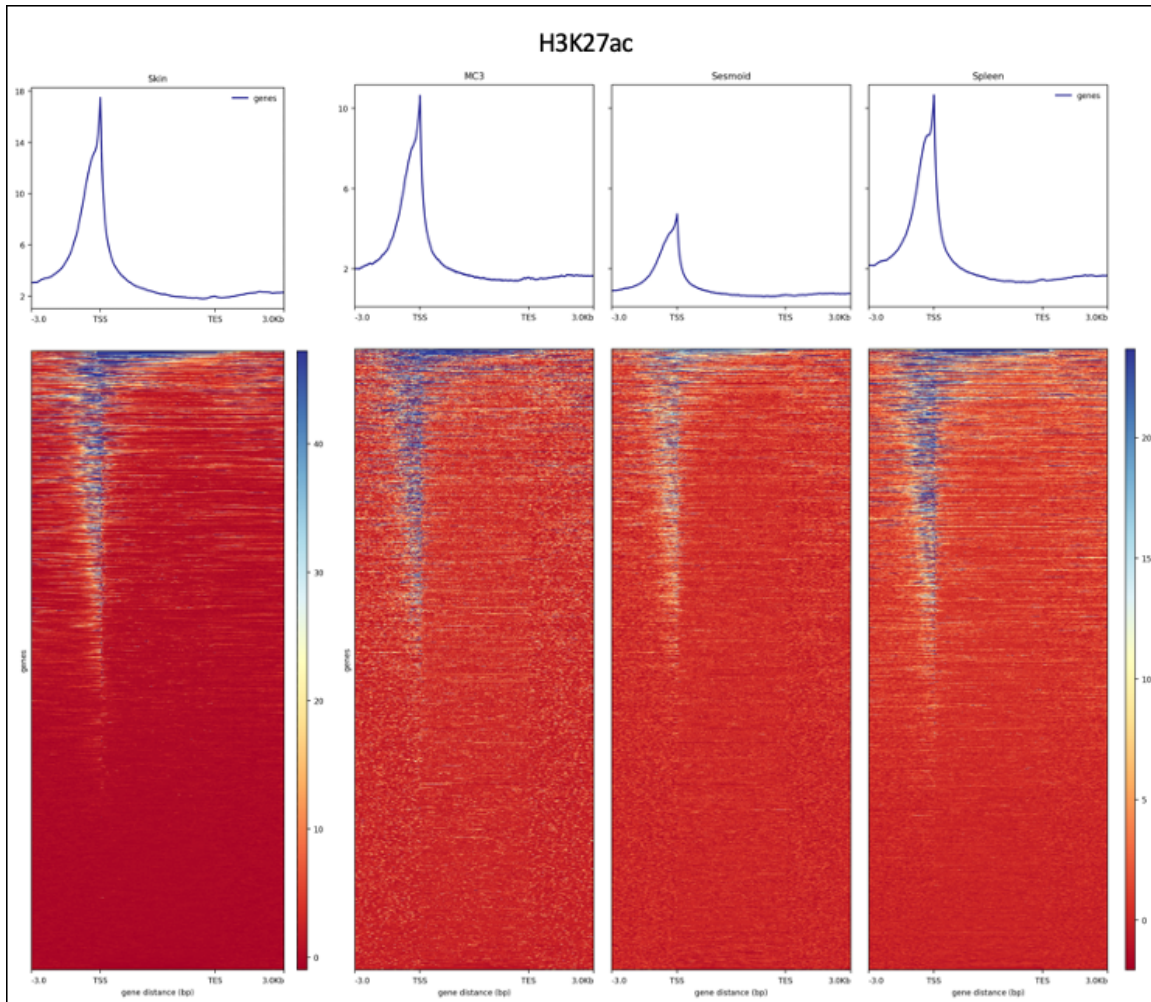 H3K27ac
Skin
MC3
Sesmoid
Spleen
genes
genes
18
14
10
6
2
10
6
2
-3.0 TSS TES 3.0Kb
-3.0 TSS TES 3.0Kb
-3.0 TSS TES 3.0Kb
-3.0 TSS TES 3.0Kb
genes
40
30
20
10
0
genes
20
15
10
5
0
-3.0 TSS TES 3.0Kb
-3.0 TSS TES 3.0Kb
-3.0 TSS TES 3.0Kb
-3.0 TSS TES 3.0Kb
gene distance (bp)
gene distance (bp)
gene distance (bp)
gene distance (bp)